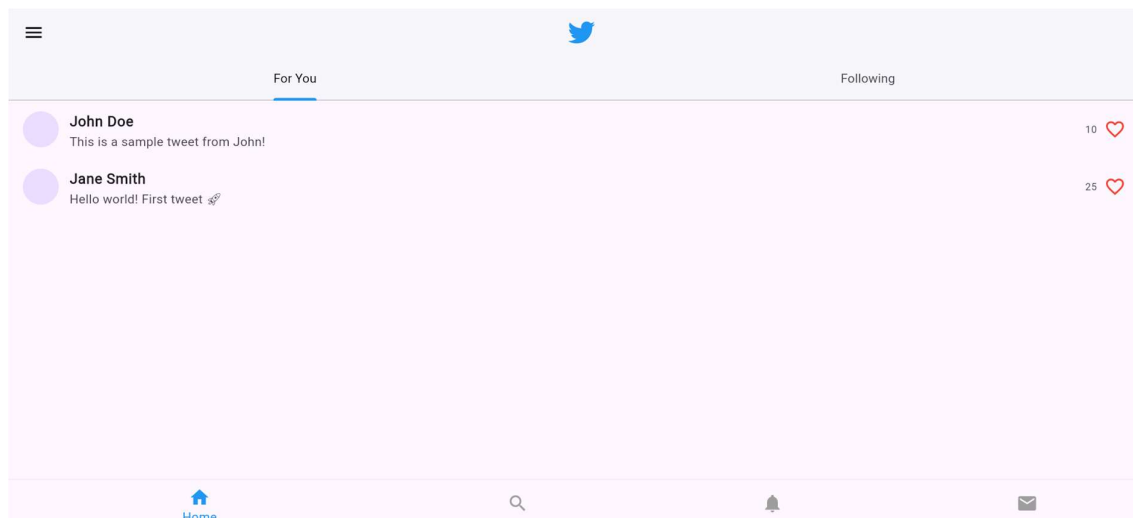 For You
Following
John Doe
This is a sample tweet from John!
10
Jane Smith
Hello world! First tweet 🚀
25
Home